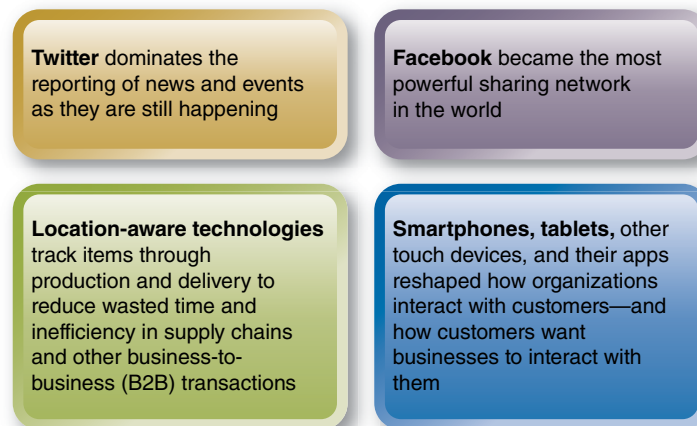 Twitter dominates the
reporting of news and events
as they are still happening
Facebook became the most
powerful sharing network
in the world
Location-aware technologies
track items through
production and delivery to
reduce wasted time and
inefficiency in supply chains
and other business-to-
business (B2B) transactions
Smartphones, tablets, other
touch devices, and their apps
reshaped how organizations
interact with customers—and
how customers want
businesses to interact with
them